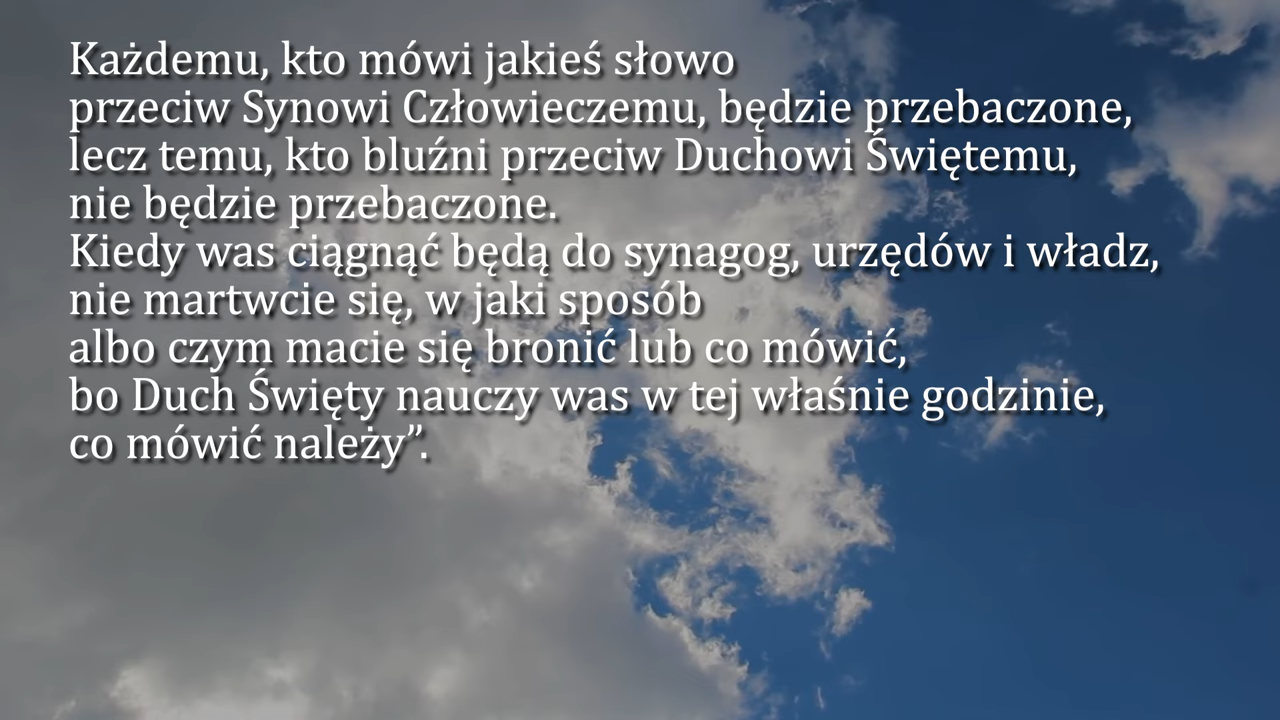 Każdemu, kto mówi jakieś słowo
przeciw Synowi Człowieczemu, będzie przebaczone,
lecz temu, kto bluźni przeciw Duchowi Świętemu,
nie będzie przebaczone.
Kiedy was ciągnąć będą do synagog, urzędów i władz,
nie martwcie się, w jaki sposób
albo czym macie się bronić lub co mówić,
bo Duch Święty nauczy was w tej właśnie godzinie,
co mówić należy”.